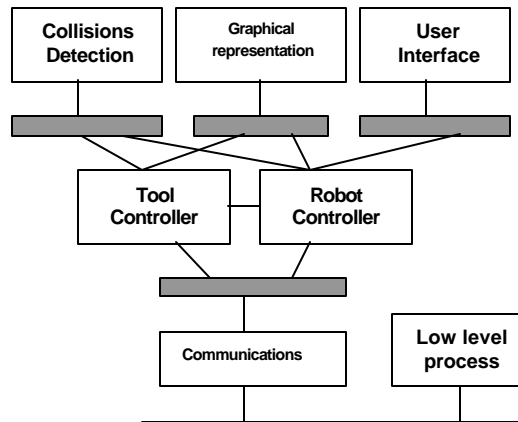 Collisions
Detection
Graphical
representation
User
Interface
Tool
Controller
Robot
Controller
Communications
Low level
process